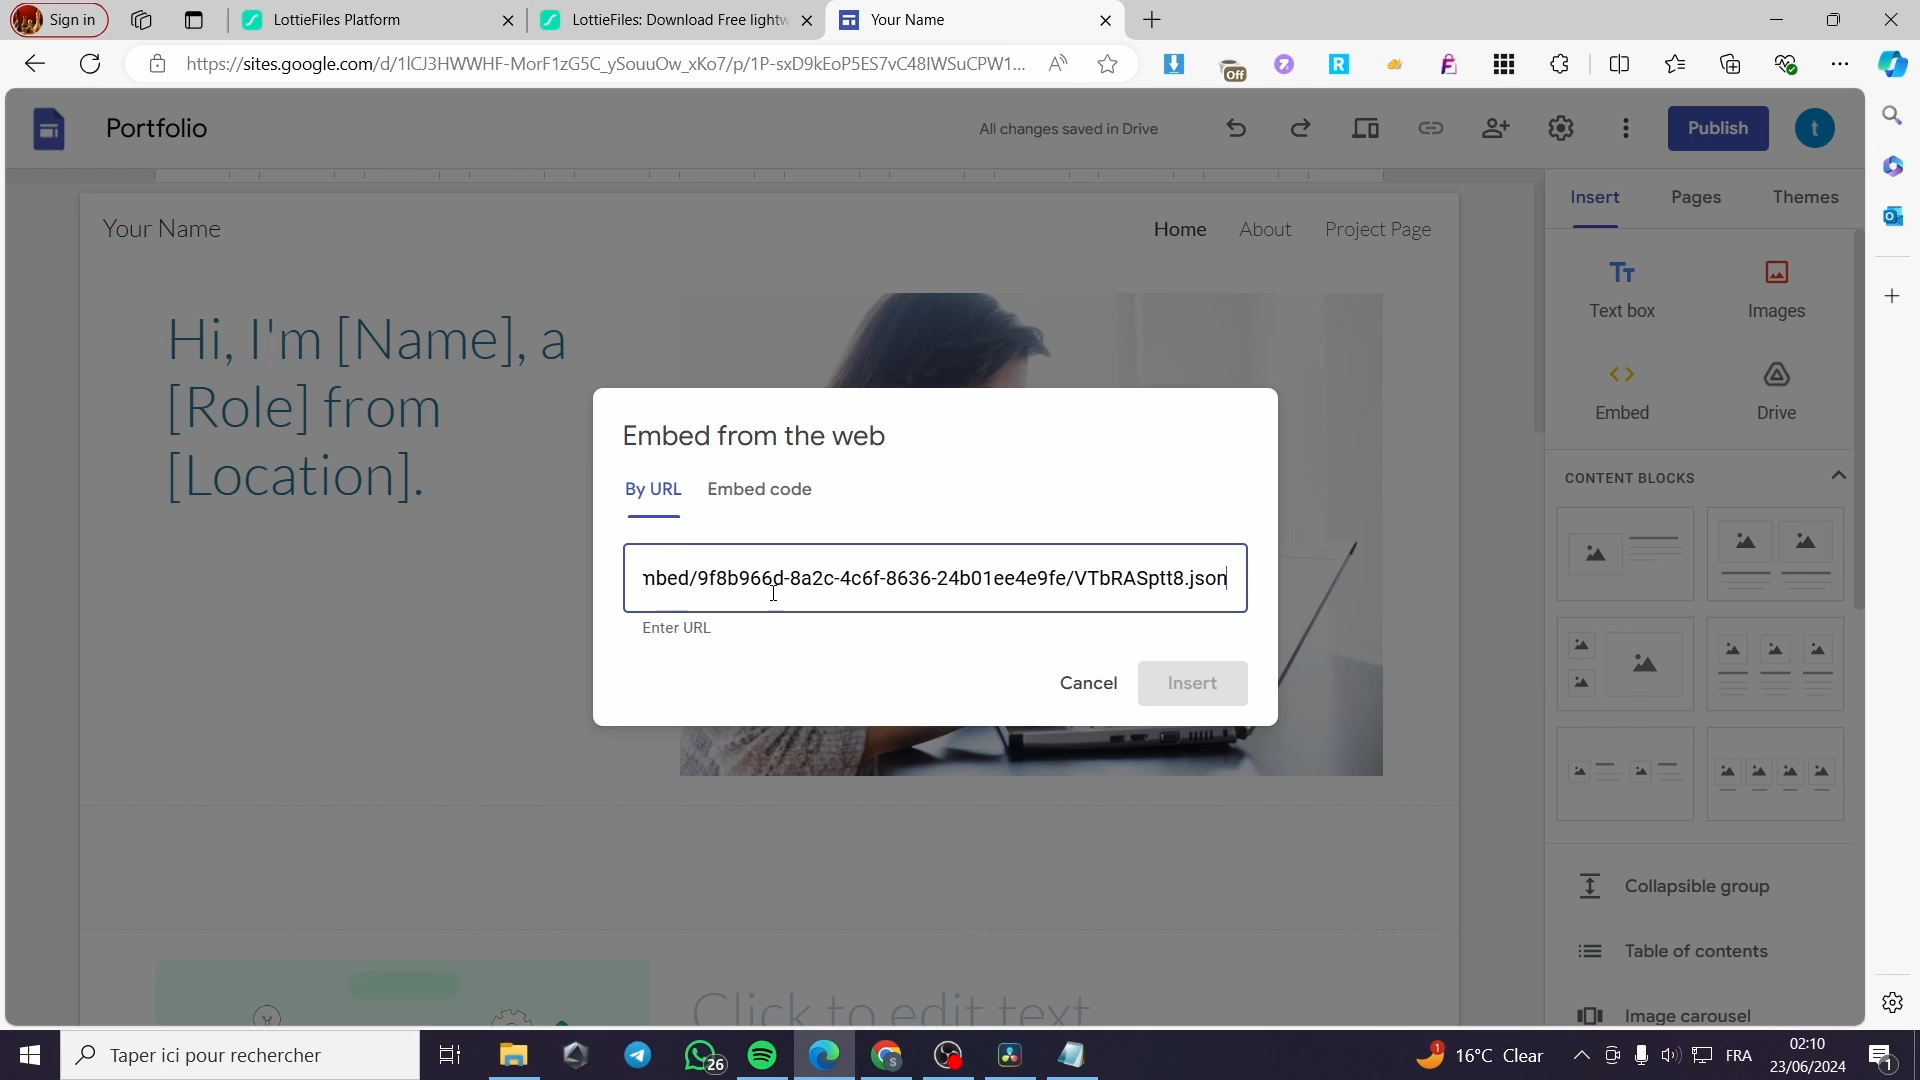 Sign in
LottieFiles Platform
LottieFiles: Download Free lightw
Your Name
https://sites.google.com/d/1lCJ3HWWHF-MorF1zG5C_ySouuOw_xKo7/p/1P-sxD9kEoP5ES7vC48IWSuCPW1...
Off
Portfolio
All changes saved in Drive
Publish
t
Insert
Pages
Themes
Your Name
Home
About
Project Page
Hi, I'm [Name], a
[Role] from
[Location].
Text box
Images
Embed
Drive
Embed from the web
By URL
Embed code
mbed/9f8b966d-8a2c-4c6f-8636-24b01ee4e9fe/VTbRASptt8.json
Enter URL
Cancel
Insert
CONTENT BLOCKS
Collapsible group
Table of contents
Image carousel
Click to edit text
Taper ici pour rechercher
26
1
16°C Clear
FRA
02:10
23/06/2024
1